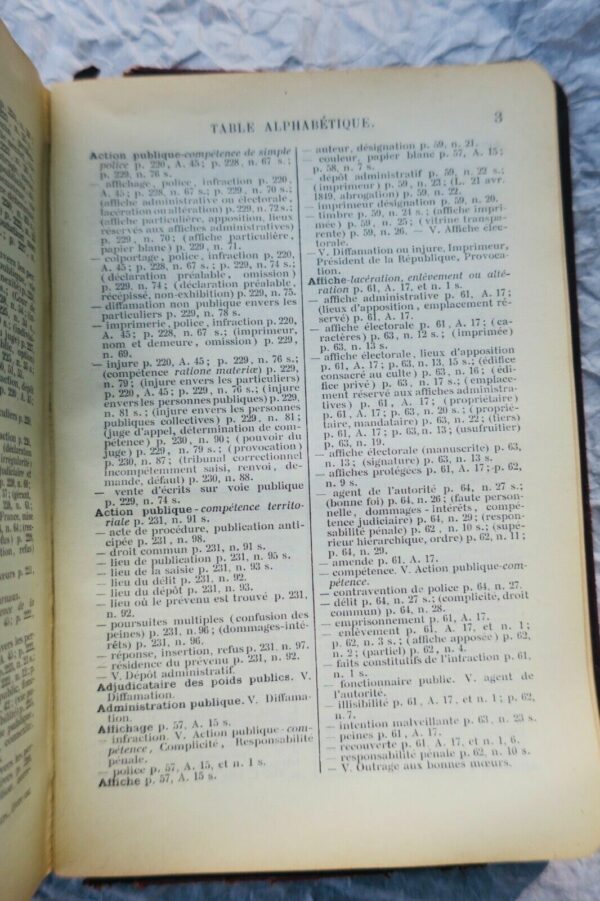 TABLE ALPHABÉTIQUE.
3
Action publique-compétence de simple
police p. 220, A. 45; p. 228, n. 67 s.;
p. 229, n. 76 s.
— affichage, police, infraction p. 220,
A. 45; p. 228, n. 67 s.; p. 229, n. 70 s.;
(affiche administrative ou électorale,
lacération ou altération) p. 229, n. 72 s.;
(affiche particulière, apposition, lieux
réservés aux affiches administratives)
p. 229, n. 70; (affiche particulière,
papier blanc) p. 229, n. 71.
— colportage, police, infraction p. 220,
A. 45; p. 228, n. 67 s.; p. 229, n. 74 s.;
(déclaration préalable, omission)
p. 229, n. 74; (déclaration préalable,
récépissé, non-exhibition) p. 229, n. 75.
— diffamation non publique envers les
particuliers p. 229, n. 78 s.
— imprimerie, police, infraction p. 220,
A. 45; p. 228, n. 67 s.; (imprimeur,
nom et demeure, omission) p. 229,
n. 69.
— injure p. 220, A. 45; p. 229, n. 76 s.;
(compétence ratione materiæ) p. 229,
n. 79; (injure envers les particuliers)
p. 220, A. 45; p. 229, n. 76 s.; (injure
envers les personnes publiques) p. 229,
n. 81 s.; (injure envers les personnes
publiques collectives) p. 229, n. 81;
(juge d'appel, détermination de com-
pétence) p. 230, n. 90; (pouvoir du
juge) p. 229, n. 79 s.; (provocation)
p. 230, n. 87; (tribunal correctionnel
incompétemment saisi, renvoi, de-
mande, défaut) p. 230, n. 88.
— vente d'écrits sur voie publique
p. 229, n. 74 s.
Action publique-compétence territo-
riale p. 231, n. 91 s.
— acte de procédure, publication anti-
cipée p. 231, n. 98.
— droit commun p. 231, n. 91 s.
— lieu de publication p. 231, n. 95 s.
— lieu de la saisie p. 231, n. 93 s.
— lieu du délit p. 231, n. 92.
— lieu du dépôt p. 231, n. 93.
— lieu où le prévenu est trouvé p. 231,
n. 92.
— poursuites multiples (confusion des
peines) p. 231, n. 96; (dommages-inté-
rêts) p. 231, n. 96.
— réponse, insertion, refus p. 231, n. 97.
— résidence du prévenu p. 231, n. 92.
— V. Dépôt administratif.
Adjudicataire des poids publics. V.
Diffamation.
Administration publique. V. Diffama-
tion.
Affichage p. 57, A. 15 s.
— infraction. V. Action publique-com-
pétence, Complicité, Responsabilité
pénale.
— police p. 57, A. 15, et n. 1 s.
Affiche p. 57, A. 15 s.
— auteur, désignation p. 59, n. 21.
— couleur, papier blanc p. 57, A. 15;
p. 58, n. 7 s.
— dépôt administratif p. 59, n. 22 s.;
(imprimeur) p. 59, n. 23; (L. 21 avr.
1849, abrogation) p. 59, n. 22.
— imprimeur désignation p. 59, n. 20.
— timbre p. 59, n. 24 s.; (affiche impri-
mée) p. 59, n. 25; (vitrine transpa-
rente) p. 59, n. 26. — V. Affiche élec-
torale.
— V. Diffamation ou injure, Imprimeur,
Président de la République, Provoca-
tion.
Affiche-lacération, enlèvement ou alté-
ration p. 61, A. 17, et n. 1 s.
— affiche administrative p. 61, A. 17;
(lieux d'apposition, emplacement ré-
servé) p. 61, A. 17.
— affiche électorale p. 61, A. 17; (ca-
ractères) p. 63, n. 12 s.; (imprimée)
p. 63, n. 13 s.
— affiche électorale, lieux d'apposition
p. 61, A. 17; p. 63, n. 13, 15 s.; (édifice
consacré au culte) p. 63, n. 16; (édi-
fice privé) p. 63, n. 17 s.; (emplace-
ment réservé aux affiches administra-
tives) p. 61, A. 17; (propriétaire)
p. 61, A. 17; p. 63, n. 20 s.; (proprié-
taire, mandataire) p. 63, n. 22; (tiers)
p. 61, A. 17; p. 63, n. 13; (usufruitier)
p. 63, n. 19.
— affiche électorale (manuscrite) p. 63,
n. 13; (signature) p. 63, n. 13 s.
— affiches protégées p. 61, A. 17; p. 62,
n. 9 s.
— agent de l'autorité p. 64, n. 27 s.;
(bonne foi) p. 64, n. 26; (faute person-
nelle, dommages-intérêts, compé-
tence judiciaire) p. 64, n. 29; (respon-
sabilité pénale) p. 62, n. 10 s.; (supé-
rieur hiérarchique, ordre) p. 62, n. 11;
p. 64, n. 29.
— amende p. 61, A. 17.
— compétence. V. Action publique-com-
pétence.
— contravention de police p. 64, n. 27.
— délit p. 64, n. 27 s.; (complicité, droit
commun) p. 64, n. 28.
— emprisonnement p. 61, A. 17.
— enlèvement p. 61, A. 17, et n. 1;
p. 62, n. 3 s.; (affiche apposée) p. 62,
n. 2; (partiel) p. 62, n. 4.
— faits constitutifs de l'infraction p. 61,
n. 1 s.
— fonctionnaire public. V. agent de
l'autorité.
— illisibilité p. 61, A. 17, et n. 1; p. 62,
n. 7.
— intention malveillante p. 63, n. 23 s.
— peines p. 61, A. 17.
— recouverte p. 61, A. 17, et n. 1, 6.
— responsabilité pénale p. 62, n. 10 s.
— V. Outrage aux bonnes mœurs.